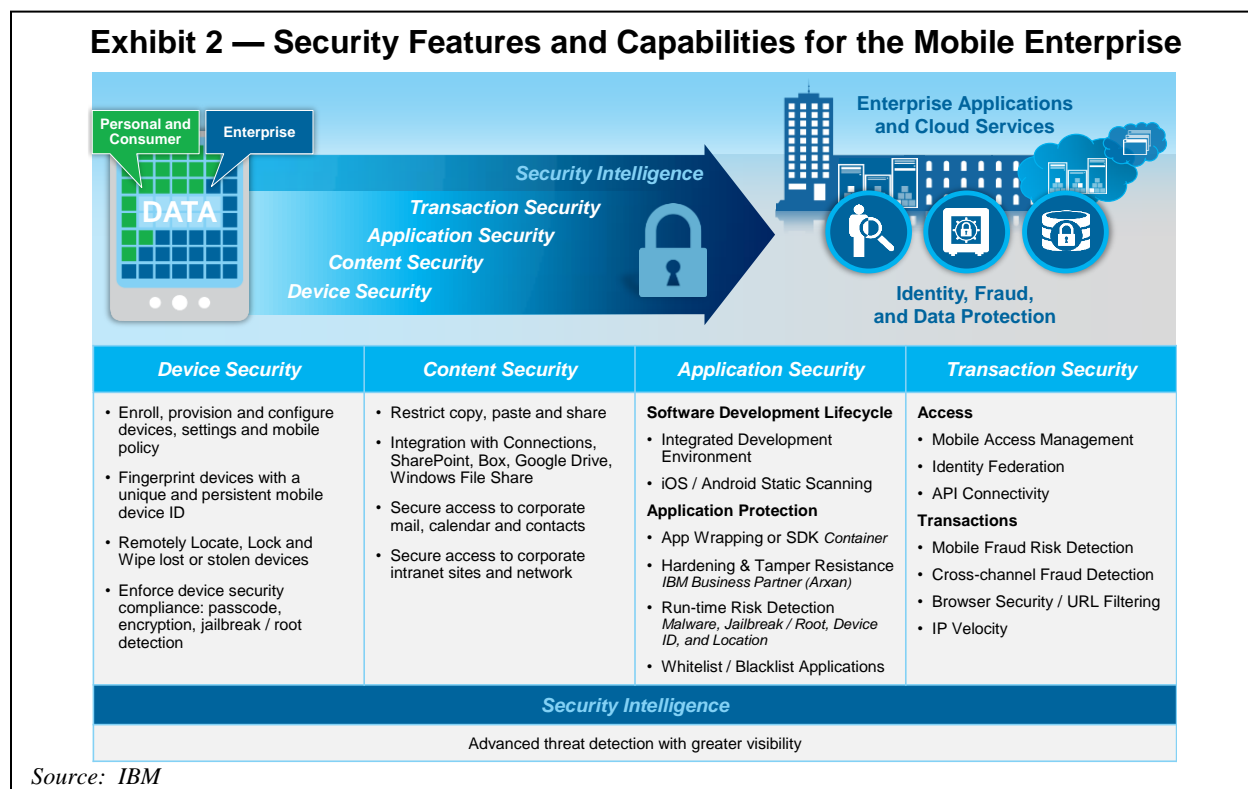 Exhibit 2 — Security Features and Capabilities for the Mobile Enterprise
Personal and
Consumer
Enterprise
DATA
Security Intelligence
Transaction Security
Application Security
Content Security
Device Security
Enterprise Applications
and Cloud Services
Identity, Fraud,
and Data Protection
Device Security
• Enroll, provision and configure
devices, settings and mobile
policy
• Fingerprint devices with a
unique and persistent mobile
device ID
• Remotely Locate, Lock and
Wipe lost or stolen devices
• Enforce device security
compliance: passcode,
encryption, jailbreak / root
detection
Content Security
• Restrict copy, paste and share
• Integration with Connections,
SharePoint, Box, Google Drive,
Windows File Share
• Secure access to corporate
mail, calendar and contacts
• Secure access to corporate
intranet sites and network
Application Security
Software Development Lifecycle
• Integrated Development
Environment
• iOS / Android Static Scanning
Application Protection
• App Wrapping or SDK Container
• Hardening & Tamper Resistance
IBM Business Partner (Arxan)
• Run-time Risk Detection
Malware, Jailbreak / Root, Device
ID, and Location
• Whitelist / Blacklist Applications
Transaction Security
Access
• Mobile Access Management
• Identity Federation
• API Connectivity
Transactions
• Mobile Fraud Risk Detection
• Cross-channel Fraud Detection
• Browser Security / URL Filtering
• IP Velocity
Security Intelligence
Advanced threat detection with greater visibility
Source: IBM